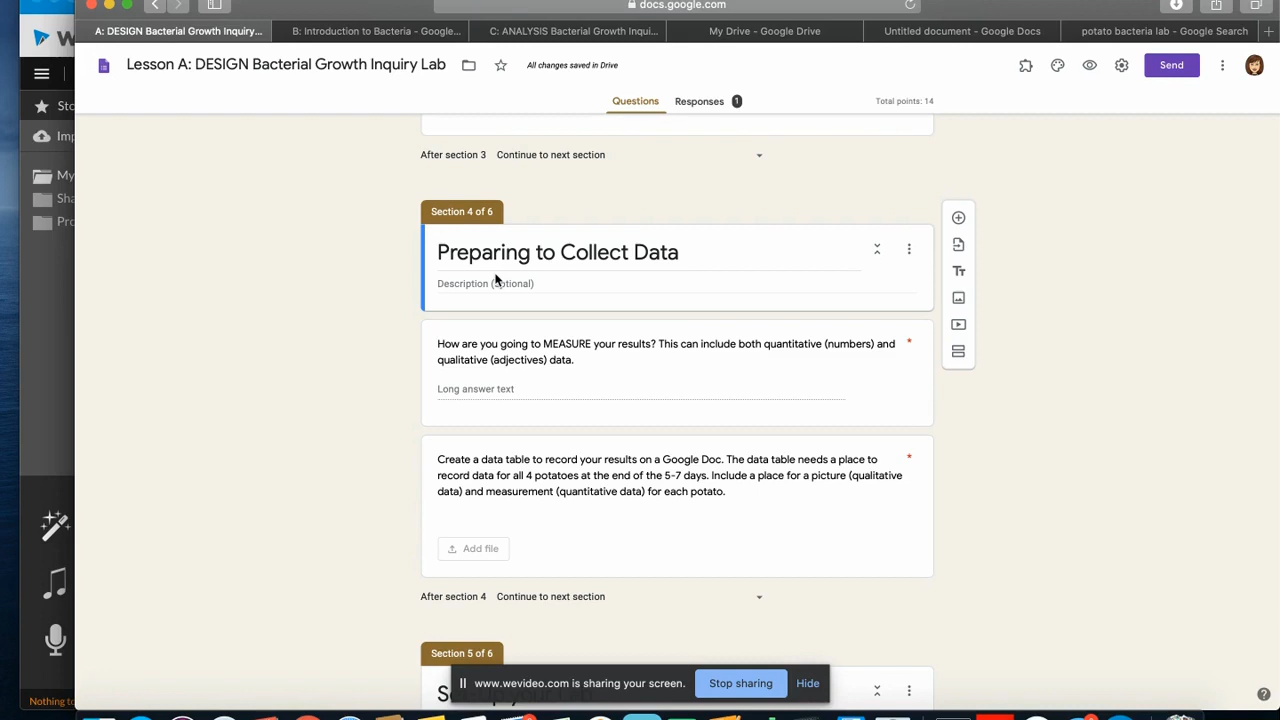 docs.google.com
A: DESIGN Bacterial Growth Inquiry...
B: Introduction to Bacteria - Google...
C: ANALYSIS Bacterial Growth Inqui...
My Drive - Google Drive
Untitled document - Google Docs
potato bacteria lab - Google Search
Lesson A: DESIGN Bacterial Growth Inquiry Lab
All changes saved in Drive
Send
Questions
Responses 1
Total points: 14
After section 3 Continue to next section
Section 4 of 6
Preparing to Collect Data
Description (optional)
How are you going to MEASURE your results? This can include both quantitative (numbers) and
qualitative (adjectives) data.
*
Long answer text
Create a data table to record your results on a Google Doc. The data table needs a place to
record data for all 4 potatoes at the end of the 5-7 days. Include a place for a picture (qualitative
data) and measurement (quantitative data) for each potato.
*
Add file
After section 4 Continue to next section
Section 5 of 6
www.wevideo.com is sharing your screen.
Stop sharing
Hide
W
Sto
Imp
My
Sha
Pro
Nothing to